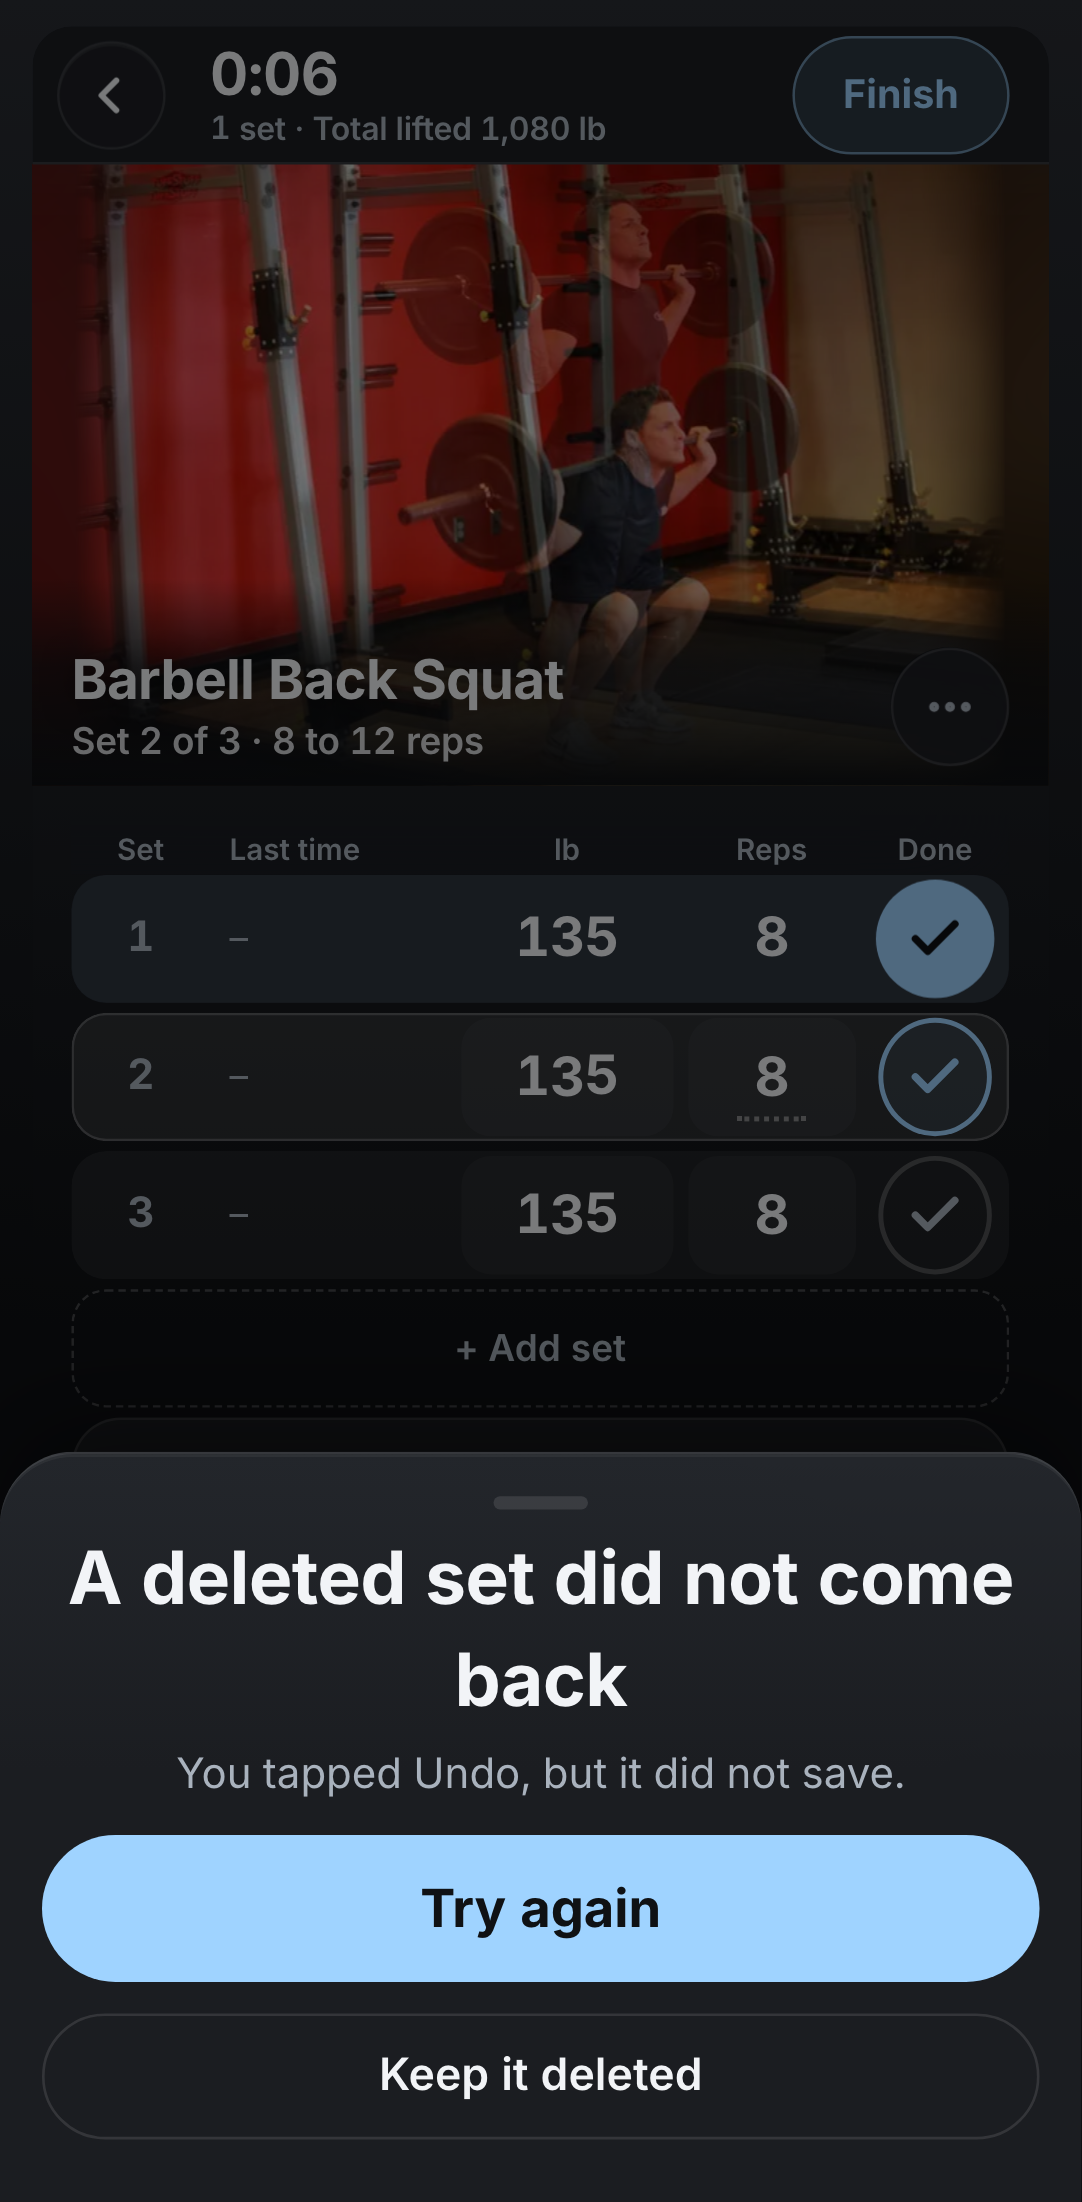 0:06
1 set · Total lifted 1,080 lb
Finish
Barbell Back Squat
Set 2 of 3 · 8 to 12 reps
Set Last time lb Reps Done
1 – 135 8
2 – 135 8
3 – 135 8
+ Add set
A deleted set did not come
back
You tapped Undo, but it did not save.
Try again
Keep it deleted